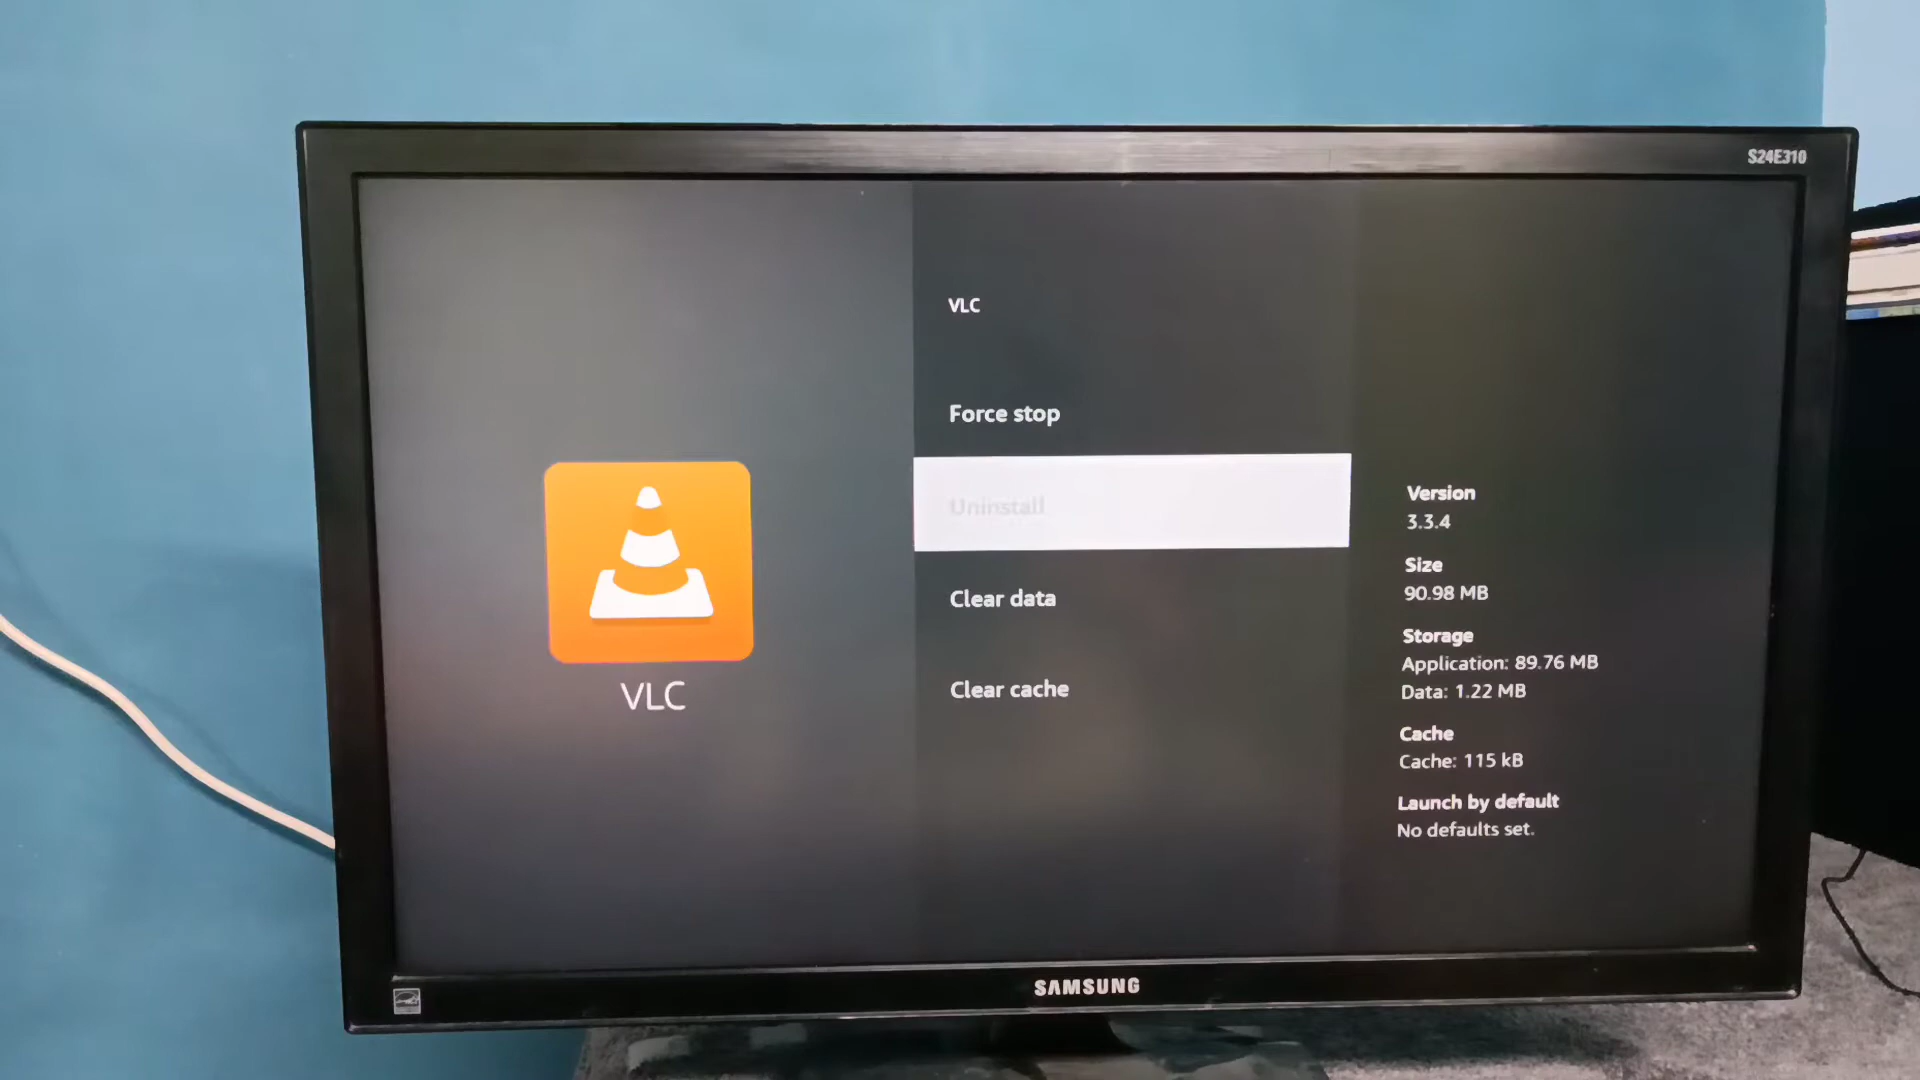 S24E310
VLC
Force stop
Uninstall
Clear data
Clear cache
VLC
Version
3.3.4
Size
90.98 MB
Storage
Application: 89.76 MB
Data: 1.22 MB
Cache
Cache: 115 kB
Launch by default
No defaults set.
SAMSUNG